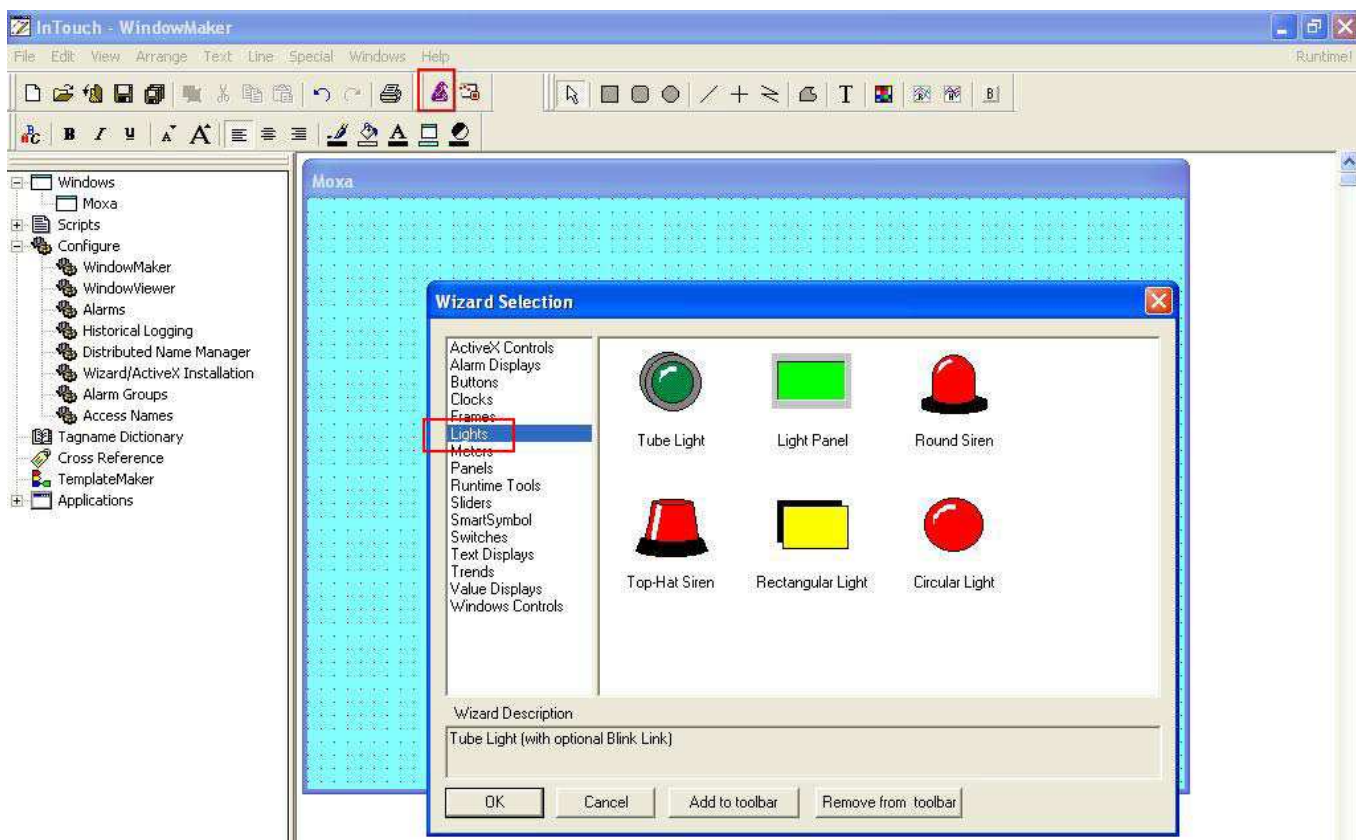 InTouch - WindowMaker
File Edit View Arrange Text Line Special Windows Help Runtime!
B I U A A A
Windows
Moxa
Scripts
Configure
WindowMaker
WindowViewer
Alarms
Historical Logging
Distributed Name Manager
Wizard/ActiveX Installation
Alarm Groups
Access Names
Tagname Dictionary
Cross Reference
TemplateMaker
Applications
Moxa
Wizard Selection
ActiveX Controls
Alarm Displays
Buttons
Clocks
Frames
Lights
Meters
Panels
Runtime Tools
Sliders
SmartSymbol
Switches
Text Displays
Trends
Value Displays
Windows Controls
Tube Light Light Panel Round Siren
Top-Hat Siren Rectangular Light Circular Light
Wizard Description
Tube Light (with optional Blink Link)
OK Cancel Add to toolbar Remove from toolbar